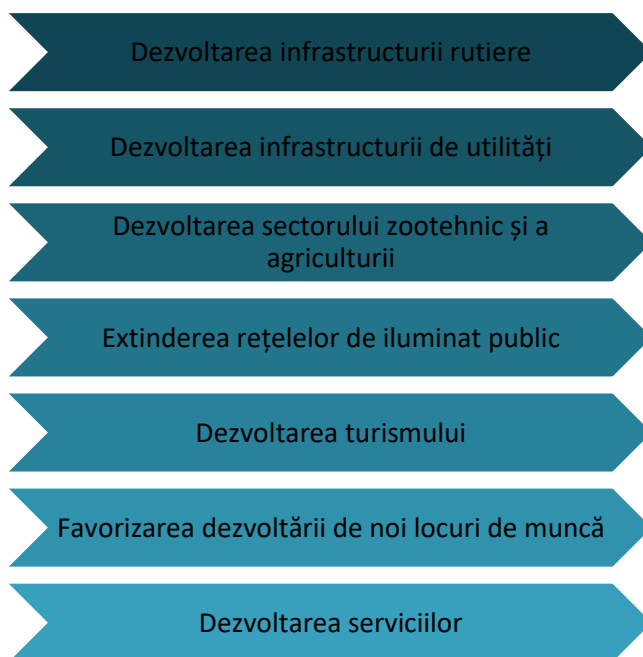 Dezvoltarea infrastructurii rutiere
Dezvoltarea infrastructurii de utilități
Dezvoltarea sectorului zootehnic și a
agriculturii
Extinderea rețelelor de iluminat public
Dezvoltarea turismului
Favorizarea dezvoltării de noi locuri de muncă
Dezvoltarea serviciilor